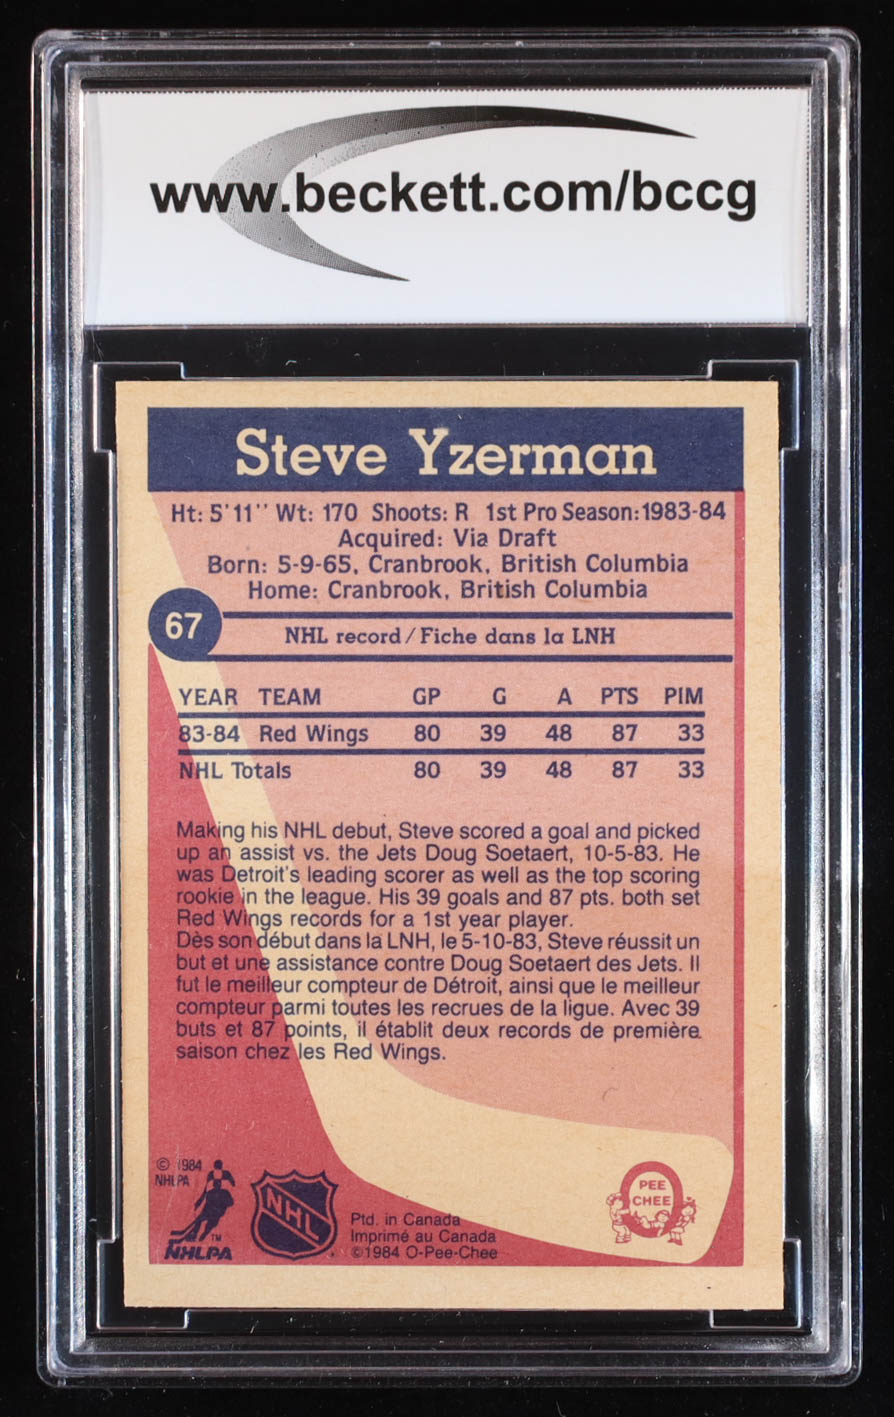 www.beckett.com/bccg
Steve Yzerman
Ht: 5'11'' Wt: 170 Shoots: R 1st Pro Season: 1983-84
Acquired: Via Draft
Born: 5-9-65, Cranbrook, British Columbia
Home: Cranbrook, British Columbia
67
NHL record/Fiche dans la LNH
YEAR TEAM GP G A PTS PIM
83-84 Red Wings 80 39 48 87 33
NHL Totals 80 39 48 87 33
Making his NHL debut, Steve scored a goal and picked
up an assist vs. the Jets Doug Soetaert, 10-5-83. He
was Detroit's leading scorer as well as the top scoring
rookie in the league. His 39 goals and 87 pts. both set
Red Wings records for a 1st year player.
Dès son début dans la LNH, le 5-10-83, Steve réussit un
but et une assistance contre Doug Soetaert des Jets. Il
fut le meilleur compteur de Détroit, ainsi que le meilleur
compteur parmi toutes les recrues de la ligue. Avec 39
buts et 87 points, il établit deux records de première
saison chez les Red Wings.
© 1984
NHLPA
TM
NHLPA
NHL
Ptd. in Canada
Imprimé au Canada
©1984 O-Pee-Chee
O
PEE
CHEE